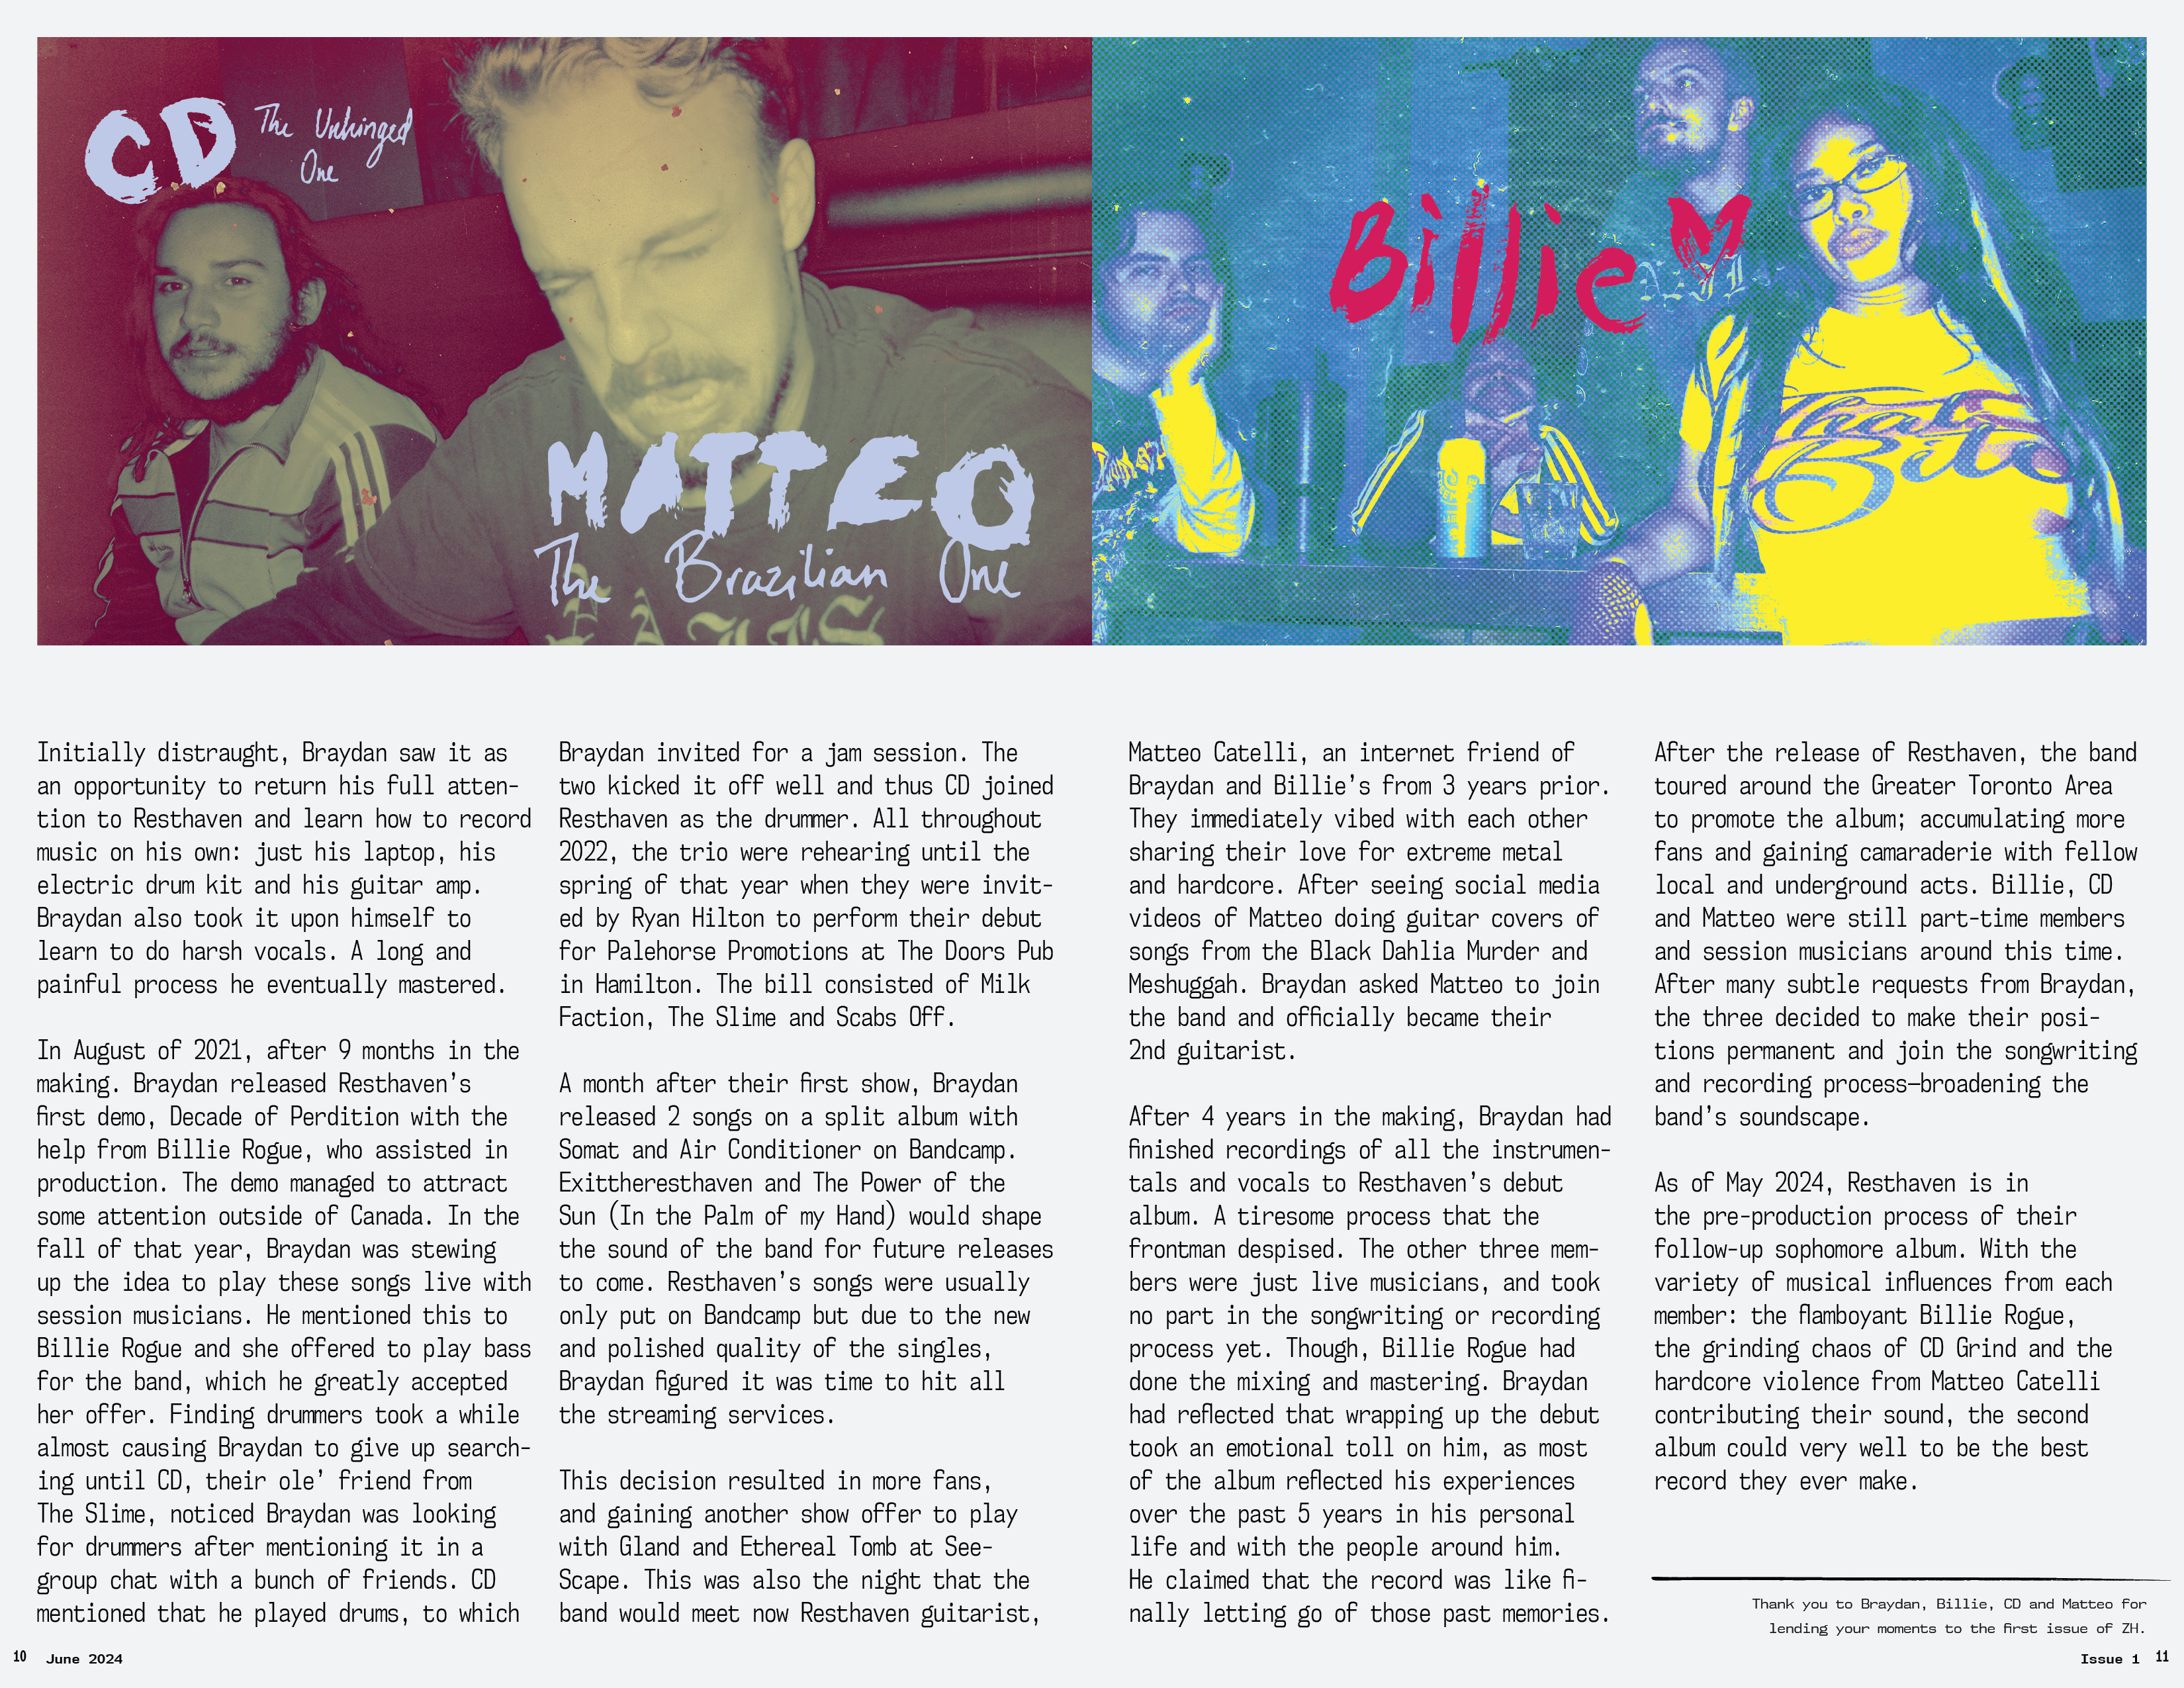 CD The Unhinged
One
MATTEO
The Brazilian One
Billie
Initially distraught, Braydan saw it as
an opportunity to return his full atten-
tion to Resthaven and learn how to record
music on his own: just his laptop, his
electric drum kit and his guitar amp.
Braydan also took it upon himself to
learn to do harsh vocals. A long and
painful process he eventually mastered.
In August of 2021, after 9 months in the
making. Braydan released Resthaven's
first demo, Decade of Perdition with the
help from Billie Rogue, who assisted in
production. The demo managed to attract
some attention outside of Canada. In the
fall of that year, Braydan was stewing
up the idea to play these songs live with
session musicians. He mentioned this to
Billie Rogue and she offered to play bass
for the band, which he greatly accepted
her offer. Finding drummers took a while
almost causing Braydan to give up search-
ing until CD, their ole' friend from
The Slime, noticed Braydan was looking
for drummers after mentioning it in a
group chat with a bunch of friends. CD
mentioned that he played drums, to which
Braydan invited for a jam session. The
two kicked it off well and thus CD joined
Resthaven as the drummer. All throughout
2022, the trio were rehearing until the
spring of that year when they were invit-
ed by Ryan Hilton to perform their debut
for Palehorse Promotions at The Doors Pub
in Hamilton. The bill consisted of Milk
Faction, The Slime and Scabs Off.
A month after their first show, Braydan
released 2 songs on a split album with
Somat and Air Conditioner on Bandcamp.
Exittheresthaven and The Power of the
Sun (In the Palm of my Hand) would shape
the sound of the band for future releases
to come. Resthaven's songs were usually
only put on Bandcamp but due to the new
and polished quality of the singles,
Braydan figured it was time to hit all
the streaming services.
This decision resulted in more fans,
and gaining another show offer to play
with Gland and Ethereal Tomb at See-
Scape. This was also the night that the
band would meet now Resthaven guitarist,
Matteo Catelli, an internet friend of
Braydan and Billie's from 3 years prior.
They immediately vibed with each other
sharing their love for extreme metal
and hardcore. After seeing social media
videos of Matteo doing guitar covers of
songs from the Black Dahlia Murder and
Meshuggah. Braydan asked Matteo to join
the band and officially became their
2nd guitarist.
After 4 years in the making, Braydan had
finished recordings of all the instrumen-
tals and vocals to Resthaven's debut
album. A tiresome process that the
frontman despised. The other three mem-
bers were just live musicians, and took
no part in the songwriting or recording
process yet. Though, Billie Rogue had
done the mixing and mastering. Braydan
had reflected that wrapping up the debut
took an emotional toll on him, as most
of the album reflected his experiences
over the past 5 years in his personal
life and with the people around him.
He claimed that the record was like fi-
nally letting go of those past memories.
After the release of Resthaven, the band
toured around the Greater Toronto Area
to promote the album; accumulating more
fans and gaining camaraderie with fellow
local and underground acts. Billie, CD
and Matteo were still part-time members
and session musicians around this time.
After many subtle requests from Braydan,
the three decided to make their posi-
tions permanent and join the songwriting
and recording process—broadening the
band's soundscape.
As of May 2024, Resthaven is in
the pre-production process of their
follow-up sophomore album. With the
variety of musical influences from each
member: the flamboyant Billie Rogue,
the grinding chaos of CD Grind and the
hardcore violence from Matteo Catelli
contributing their sound, the second
album could very well to be the best
record they ever make.
Thank you to Braydan, Billie, CD and Matteo for
lending your moments to the first issue of ZH.
10 June 2024
Issue 1 11